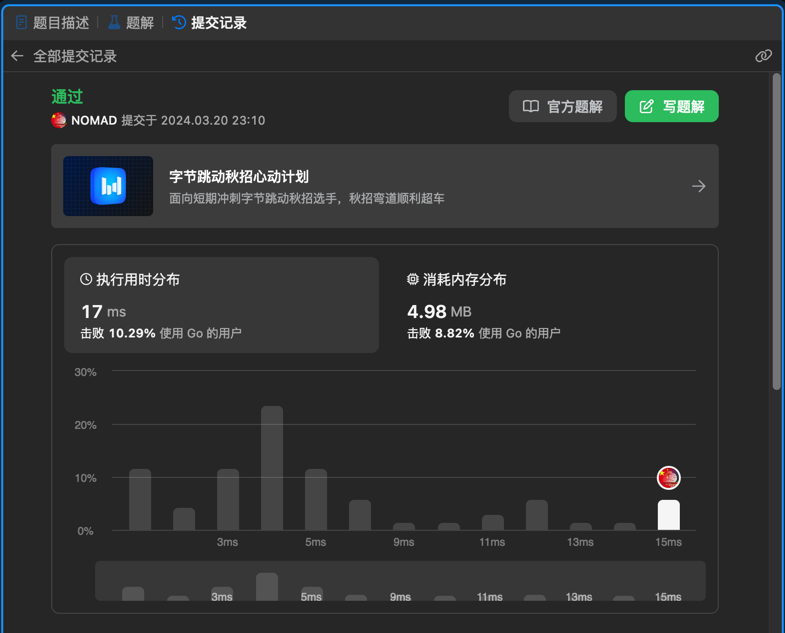 题目描述 题解 提交记录
全部提交记录
通过
NOMAD 提交于 2024.03.20 23:10
官方题解 写题解
字节跳动秋招心动计划
面向短期冲刺字节跳动秋招选手，秋招弯道顺利超车
执行用时分布
17 ms
击败 10.29% 使用 Go 的用户
消耗内存分布
4.98 MB
击败 8.82% 使用 Go 的用户
30%
20%
10%
0%
3ms 5ms 9ms 11ms 13ms 15ms
3ms 5ms 9ms 11ms 13ms 15ms